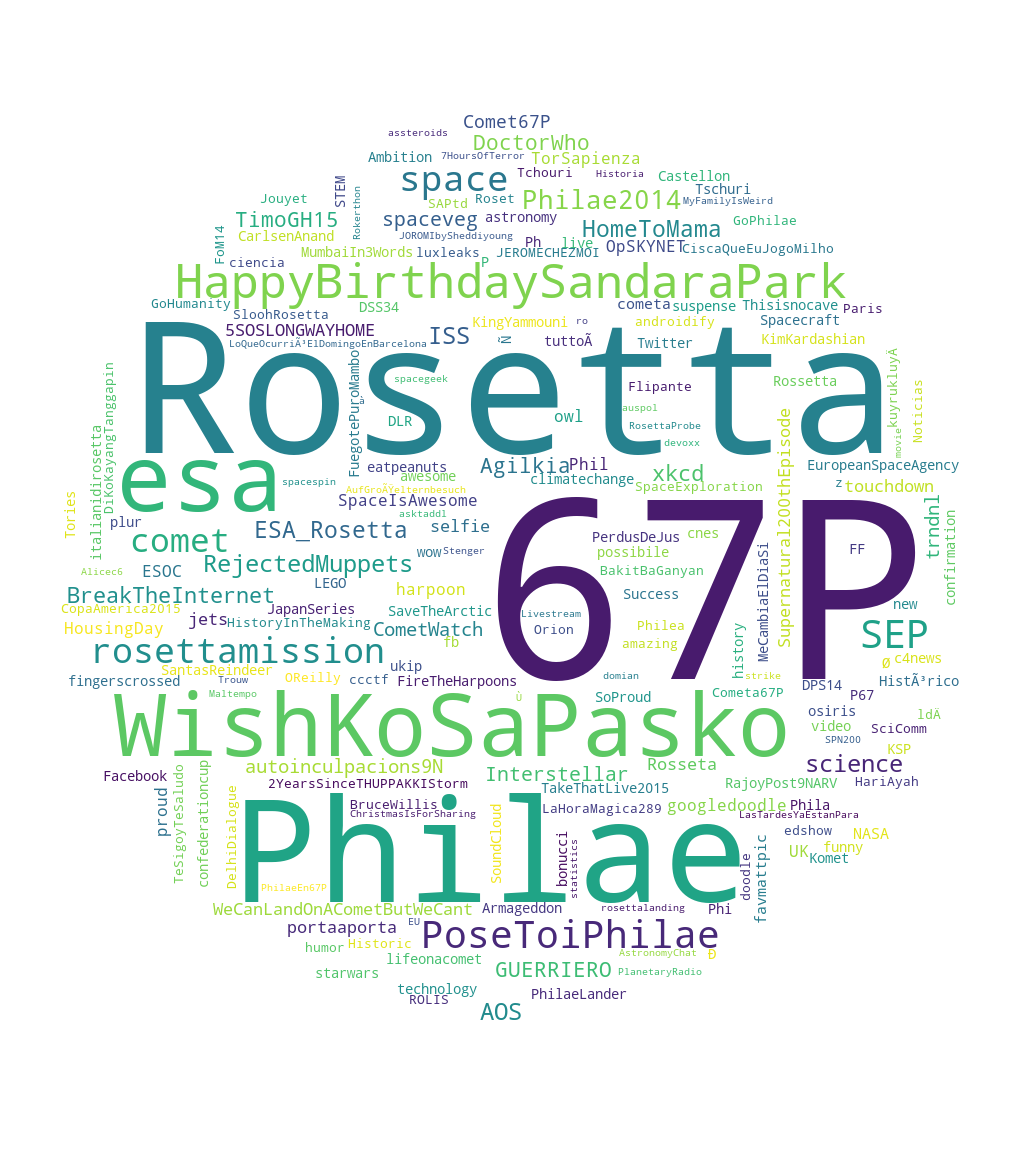 Comet67P
assteroids
DoctorWho
Ambition
7HoursOfTerror
TorSapienza
space
Tchouri
Historia
Castellon
STEM
Rokerthon
Jouyet
SAPtd
Roset
Philae2014
Tschuri
MyFamilyIsWeird
TimoGH15
spaceveg
astronomy
HomeToMama
GoPhilae
FoM14
CarlsenAnand
JOROMIbySheddiyoung
Ph
live
OpSKYNET
CiscaQueEuJogoMilho
MumbaiIn3Words
luxleaks
P
JEROMECHEZMOI
ciencia
HappyBirthdaySandaraPark
GoHumanity
SloohRosetta
DSS34
cometa
suspense
Thisisnocave
Paris
5SOSLONGWAYHOME
ISS
KingYammouni
ro
androidify
Spacecraft
LoQueOcurriÃ³ElDomingoEnBarcelona
Ñ
tuttoÃ
Twitter
KimKardashian
Rosetta
FuegotePuroMambo
spacegeek
Flipante
Rossetta
kuyrukluyÄ
Noticias
movie
DiKoKayangTanggapin
italianidirosetta
ä
auspol
DLR
owl
RosettaProbe
devoxx
Supernatural200thEpisode
esa
eatpeanuts
Agilkia
Phil
xkcd
EuropeanSpaceAgency
spacespin
awesome
climatechange
SpaceExploration
z
touchdown
AufGroÃŸelternbesuch
SpaceIsAwesome
67P
Tories
plur
asktaddl
trndnl
confirmation
comet
ESA_Rosetta
selfie
PerdusDeJus
cnes
wow
Stenger
possibile
FF
Alicec6
ESOC
RejectedMuppets
BakitBaGanyan
MeCambiaElDiaSi
BreakTheInternet
LEGO
harpoon
Success
CopaAmerica2015
jets
JapanSeries
SaveTheArctic
Livestream
new
HousingDay
HistoryInTheMaking
CometWatch
Orion
Philea
SEP
fb
amazing
history
rosettamission
SantasReindeer
ukip
Ø
c4news
fingerscrossed
Trouw
OReilly
ccctf
FireTheHarpoons
domian
strike
DPS14
HistÃ³rico
Maltempo
Ù
SoProud
Cometa67P
P67
WishKoSaPasko
osiris
ldÄ
video
SciComm
SPN200
KSP
autoinculpacions9N
Interstellar
Rosseta
science
Facebook
proud
TeSigoyTeSaludo
confederationcup
DelhiDialogue
2YearsSinceTHUPPAKKIStorm
TakeThatLive2015
RajoyPost9NARV
HariAyah
Philae
BruceWillis
ChristmasIsForSharing
SoundCloud
LaHoraMagica289
googledoodle
Phila
LasTardesYaEstanPara
edshow
NASA
bonucci
statistics
doodle
favmattpic
UK
funny
Komet
PhilaeEn67P
WeCanLandOnACometButWeCant
Armageddon
rosettalanding
Phi
portaaporta
EU
PoseToiPhilae
humor
Historic
lifeonacomet
AstronomyChat
Ð
starwars
GUERRIERO
PlanetaryRadio
technology
ROLIS
PhilaeLander
AOS